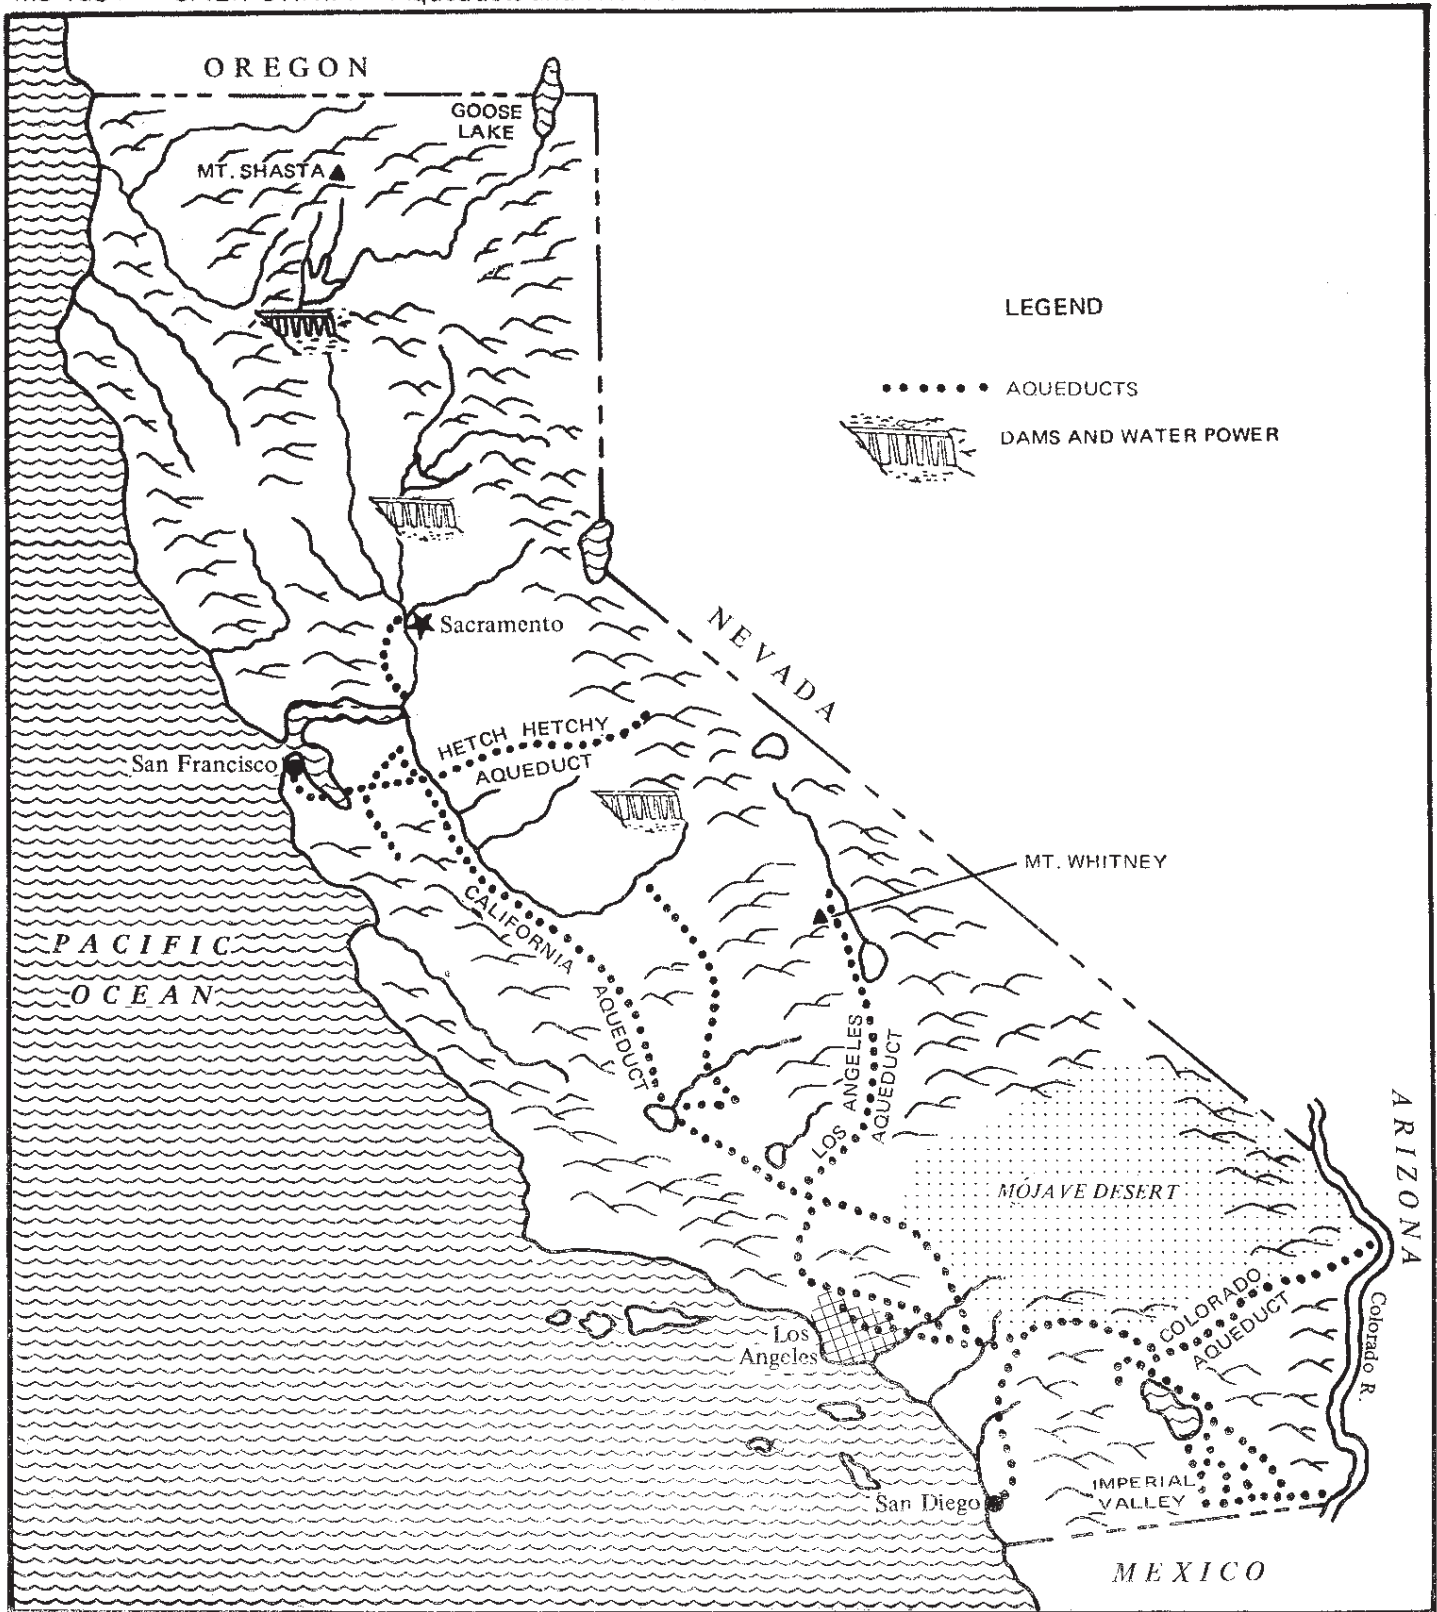 OREGON
GOOSE
LAKE
MT. SHASTA
LEGEND
AQUEDUCTS
DAMS AND WATER POWER
Sacramento
NEVADA
HETCH HETCHY
AQUEDUCT
San Francisco
MT. WHITNEY
CALIFORNIA
AQUEDUCT
PACIFIC
OCEAN
LOS ANGELES
AQUEDUCT
ARIZONA
MOJAVE DESERT
COLORADO
AQUEDUCT
Colorado R.
Los
Angeles
IMPERIAL
VALLEY
San Diego
MEXICO